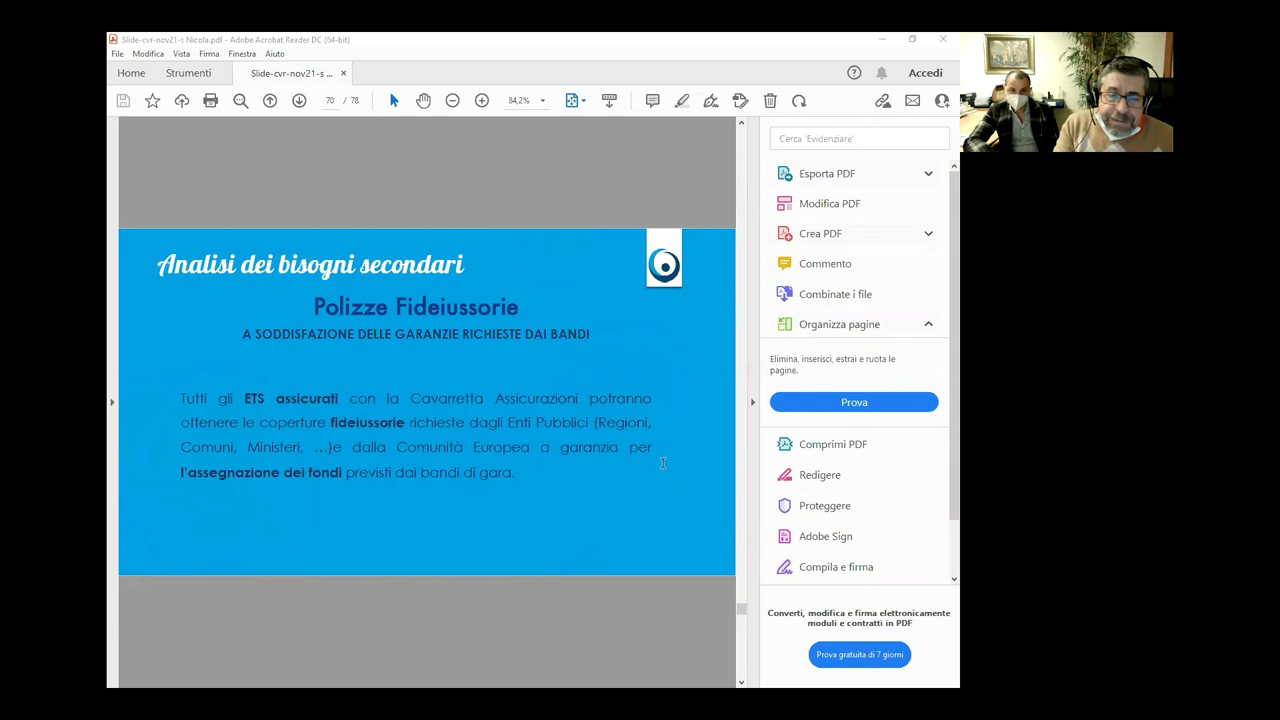 Slide-cvr-nov21-s Nicola.pdf - Adobe Acrobat Reader DC (64-bit)
File Modifica Vista Firma Finestra Aiuto
Home Strumenti Slide-cvr-nov21-s ... × Accedi
70 / 78 84,2%
Cerca 'Evidenziare'
Esporta PDF
Modifica PDF
Crea PDF
Commento
Combinate i file
Organizza pagine
Elimina, inserisci, estrai e ruota le
pagine.
Prova
Comprimi PDF
Redigere
Proteggere
Adobe Sign
Compila e firma
Converti, modifica e firma elettronicamente
moduli e contratti in PDF
Prova gratuita di 7 giorni
Analisi dei bisogni secondari
Polizze Fideiussorie
A SODDISFAZIONE DELLE GARANZIE RICHIESTE DAI BANDI
Tutti gli ETS assicurati con la Cavarretta Assicurazioni potranno
ottenere le coperture fideiussorie richieste dagli Enti Pubblici (Regioni,
Comuni, Ministeri, ...)e dalla Comunità Europea a garanzia per
l'assegnazione dei fondi previsti dai bandi di gara.